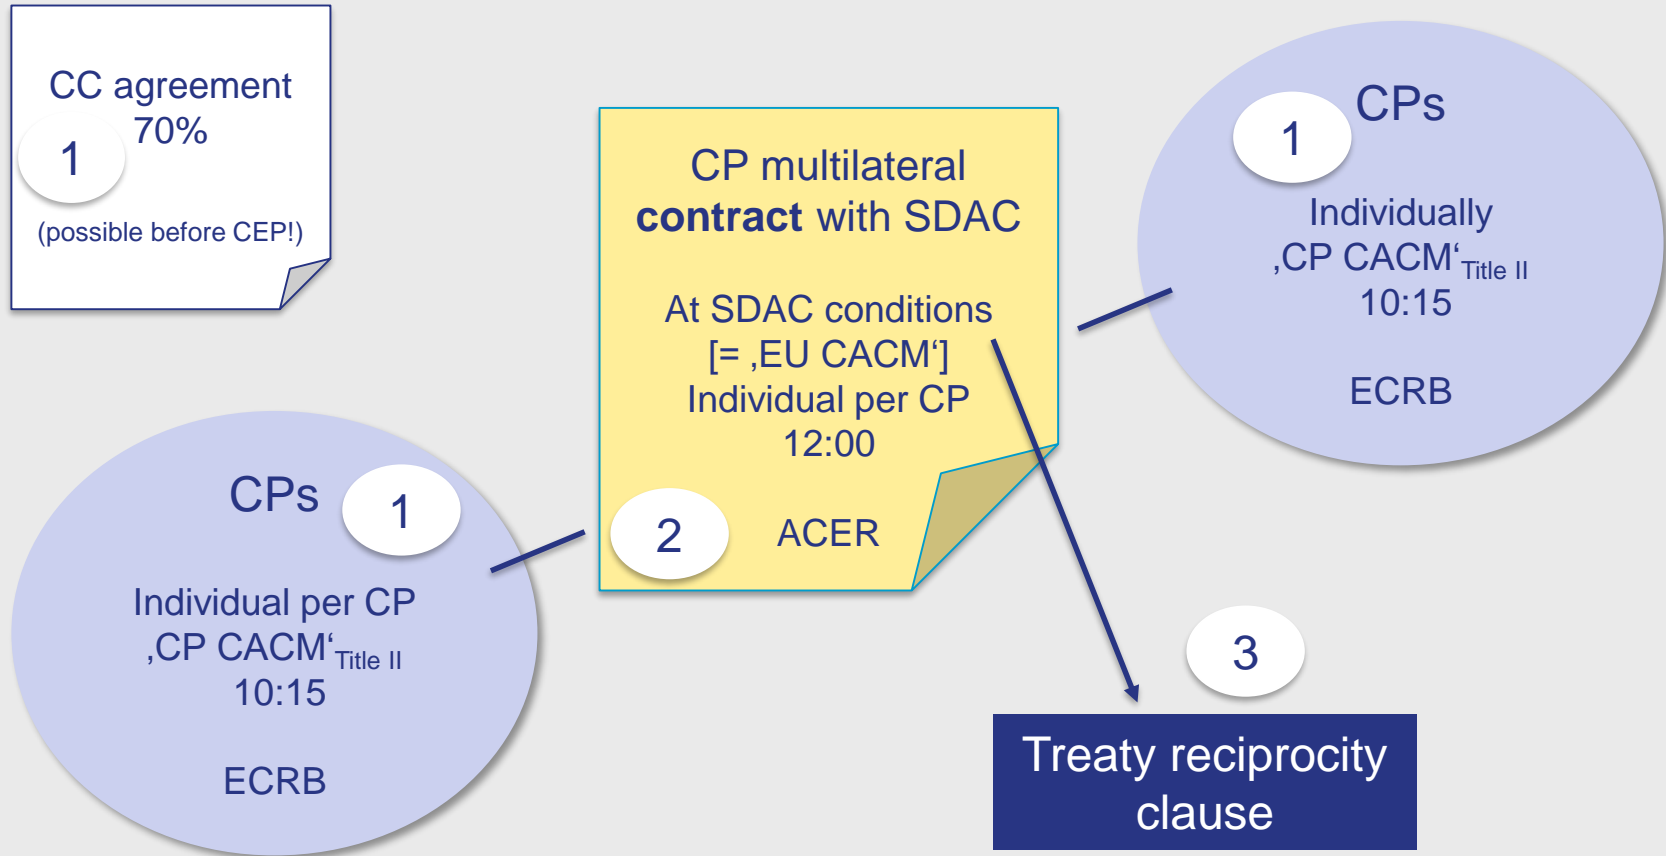 CC agreement
70%
1
(possible before CEP!)
CP multilateral
contract with SDAC
At SDAC conditions
[= ‚EU CACM‘]
Individual per CP
12:00
2
ACER
CPs
1
Individually
‚CP CACM‘Title II
10:15
ECRB
CPs
1
Individual per CP
‚CP CACM‘Title II
10:15
ECRB
3
Treaty reciprocity
clause